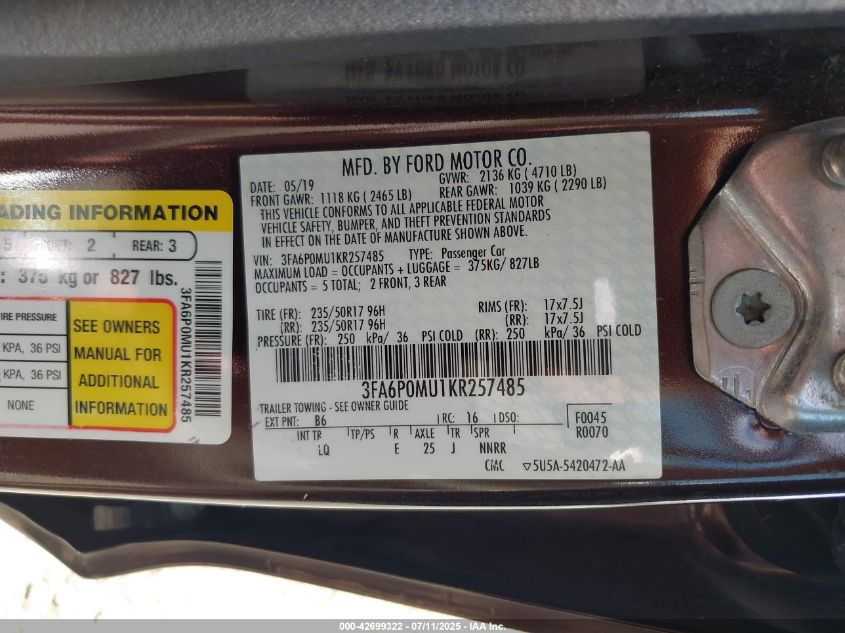 MFD. BY FORD MOTOR CO.
DATE: 05/19 GVWR: 2136 KG ( 4710 LB)
FRONT GAWR: 1118 KG ( 2465 LB) REAR GAWR: 1039 KG ( 2290 LB)
THIS VEHICLE CONFORMS TO ALL APPLICABLE FEDERAL MOTOR
VEHICLE SAFETY, BUMPER, AND THEFT PREVENTION STANDARDS
IN EFFECT ON THE DATE OF MANUFACTURE SHOWN ABOVE.
VIN: 3FA6P0MU1KR257485 TYPE: Passenger Car
MAXIMUM LOAD = OCCUPANTS + LUGGAGE = 375KG/ 827LB
OCCUPANTS = 5 TOTAL; 2 FRONT, 3 REAR
TIRE (FR): 235/50R17 96H RIMS (FR): 17x7.5J
(RR): 235/50R17 96H (RR): 17x7.5J
PRESSURE (FR): 250 kPa/ 36 PSI COLD (RR): 250 kPa/ 36 PSI COLD
3FA6P0MU1KR257485
TRAILER TOWING - SEE OWNER GUIDE
EXT PNT: B6 RC: 16 DSO: F0045
R0070
INT TR TP/PS R AXLE TR SPR
LQ E 25 J NNRR
CMC 5U5A-5420472-AA
ADING INFORMATION
5 2 REAR: 3
: 375 kg or 827 lbs.
RE PRESSURE
KPA, 36 PSI
KPA, 36 PSI
NONE
SEE OWNERS
MANUAL FOR
ADDITIONAL
INFORMATION
3FA6P0MU1KR257485
000-42699322 - 07/11/2025 - IAA, Inc.